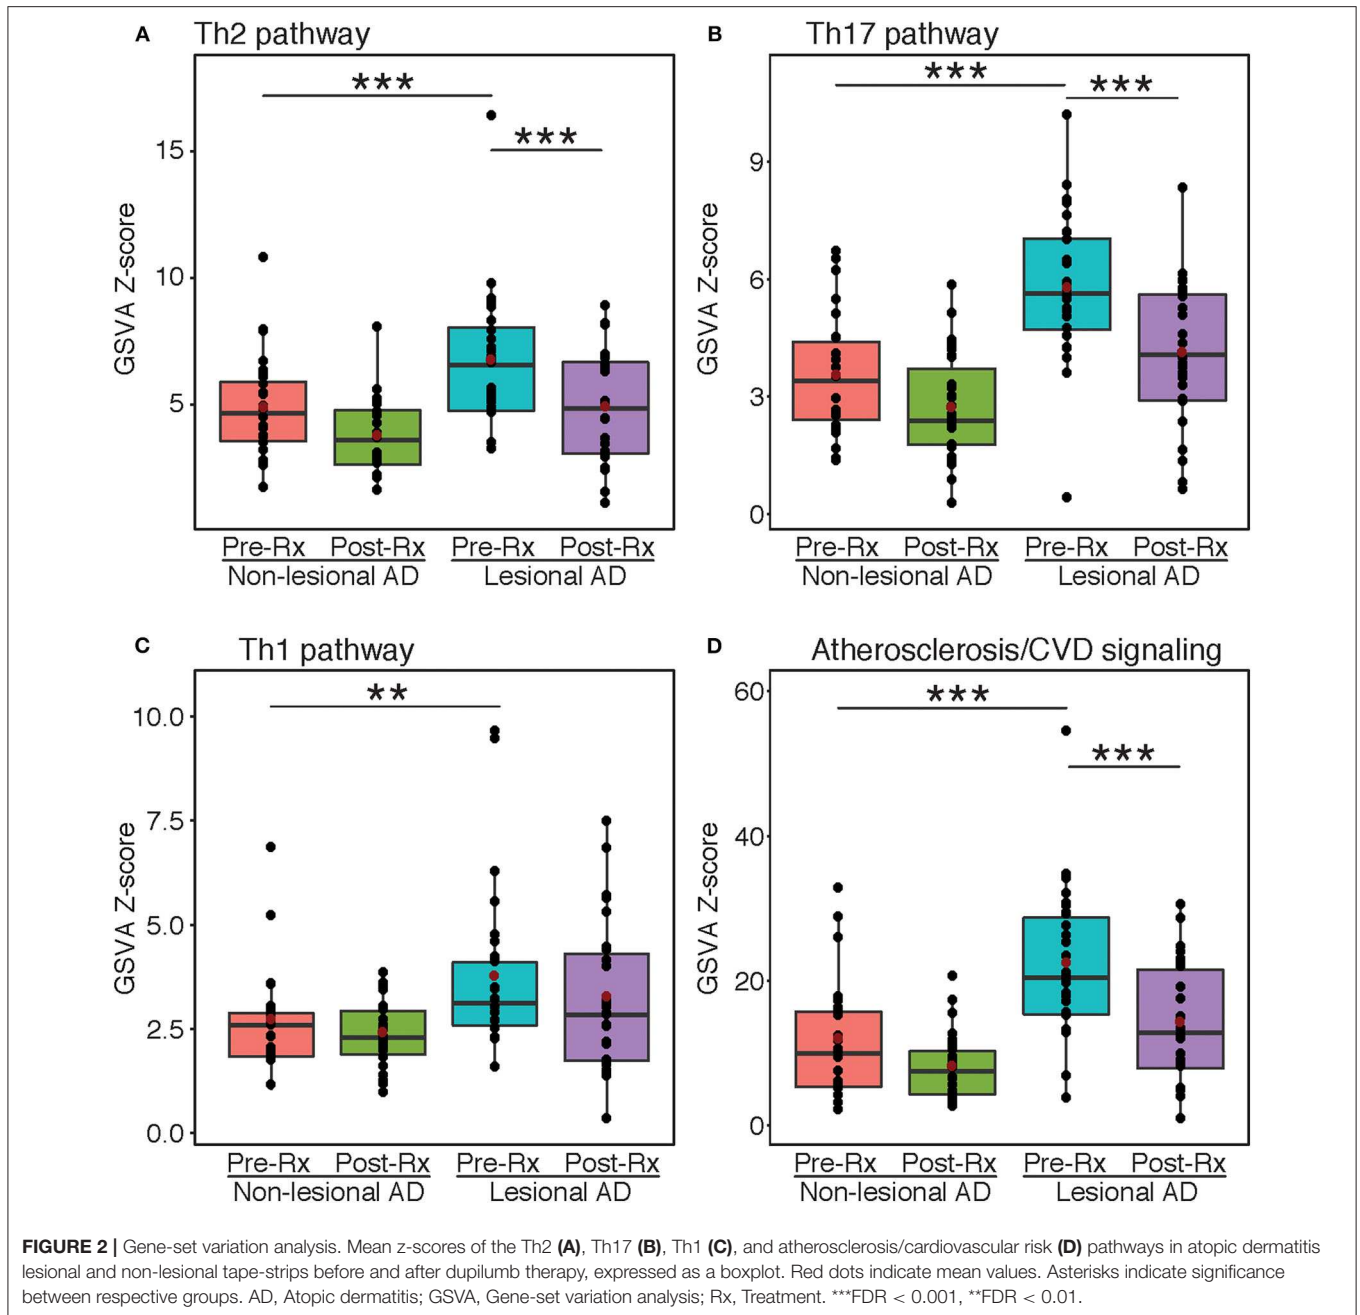 A Th2 pathway
***
***
15
10
5
GSVA Z-score
Pre-Rx Post-Rx Pre-Rx Post-Rx
Non-lesional AD Lesional AD
B Th17 pathway
***
***
9
6
3
0
GSVA Z-score
Pre-Rx Post-Rx Pre-Rx Post-Rx
Non-lesional AD Lesional AD
C Th1 pathway
**
10.0
7.5
5.0
2.5
0.0
GSVA Z-score
Pre-Rx Post-Rx Pre-Rx Post-Rx
Non-lesional AD Lesional AD
D Atherosclerosis/CVD signaling
***
***
60
40
20
0
GSVA Z-score
Pre-Rx Post-Rx Pre-Rx Post-Rx
Non-lesional AD Lesional AD
FIGURE 2 | Gene-set variation analysis. Mean z-scores of the Th2 (A), Th17 (B), Th1 (C), and atherosclerosis/cardiovascular risk (D) pathways in atopic dermatitis
lesional and non-lesional tape-strips before and after dupilumb therapy, expressed as a boxplot. Red dots indicate mean values. Asterisks indicate significance
between respective groups. AD, Atopic dermatitis; GSVA, Gene-set variation analysis; Rx, Treatment. ***FDR < 0.001, **FDR < 0.01.